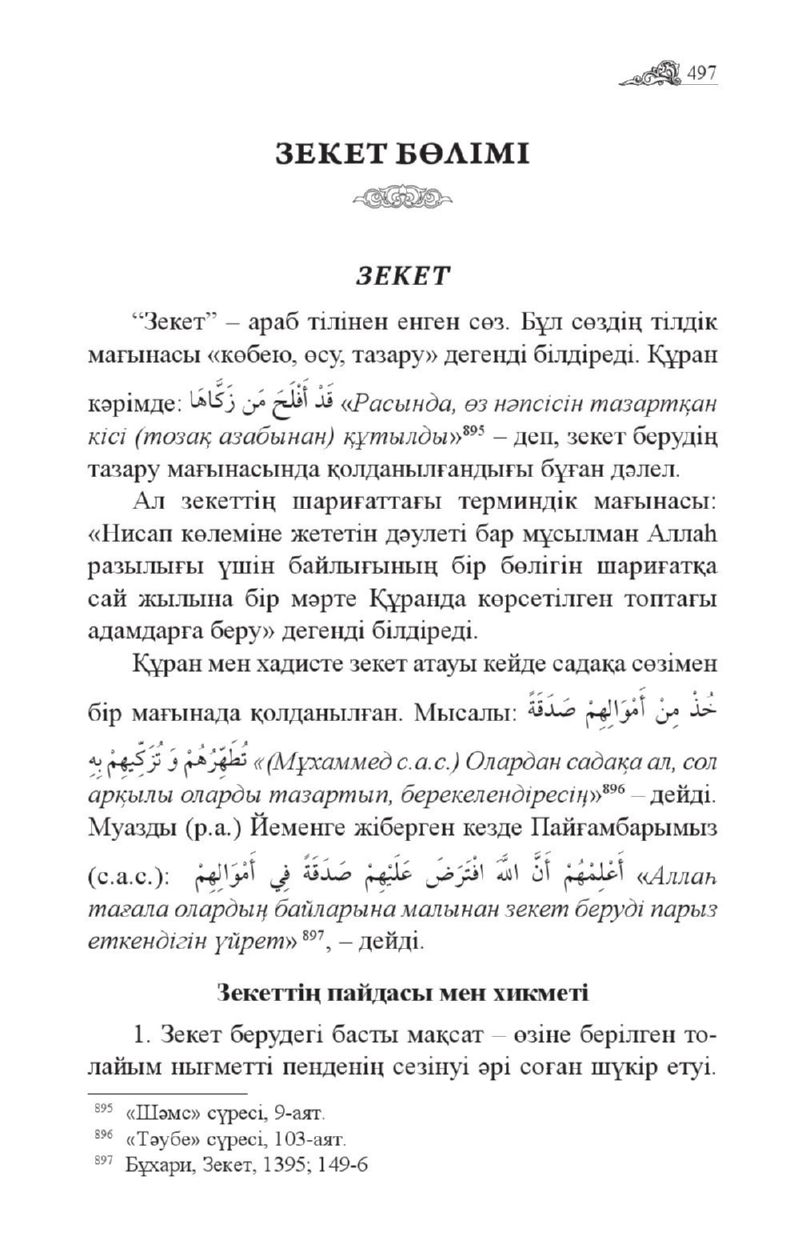 497
ЗЕКЕТ БӨЛІМІ
ЗЕКЕТ
“Зекет” – араб тілінен енген сөз. Бұл сөздің тілдік
мағынасы «көбею, өсу, тазару» дегенді білдіреді. Құран
кәрімде: قَدْ أَفْلَحَ مَن زَكَّاهَا «Расында, өз нәпсісін тазартқан
кісі (тозақ азабынан) құтылды»⁸⁹⁵ – деп, зекет берудің
тазару мағынасында қолданылғандығы бұған дәлел.
Ал зекеттің шариғаттағы терминдік мағынасы:
«Нисап көлеміне жететін дәулеті бар мұсылман Аллаһ
разылығы үшін байлығының бір бөлігін шариғатқа
сай жылына бір мәрте Құранда көрсетілген топтағы
адамдарға беру» дегенді білдіреді.
Құран мен хадисте зекет атауы кейде садақа сөзімен
бір мағынада қолданылған. Мысалы: خُذْ مِنْ أَمْوَالِهِمْ صَدَقَةً
تُطَهِّرُهُمْ وَ تُزَكِّيهِم بِهِ «(Мұхаммед с.а.с.) Олардан садақа ал, сол
арқылы оларды тазартып, берекелендіресің»⁸⁹⁶ – дейді.
Муазды (р.а.) Йеменге жіберген кезде Пайғамбарымыз
(с.а.с.): أَعْلِمْهُمْ أَنَّ اللَّهَ افْتَرَضَ عَلَيْهِمْ صَدَقَةً فِي أَمْوَالِهِمْ «Аллаһ
тағала олардың байларына малынан зекет беруді парыз
еткендігін үйрет» ⁸⁹⁷, – дейді.
Зекеттің пайдасы мен хикметі
1. Зекет берудегі басты мақсат – өзіне берілген то-
лайым нығметті пенденің сезінуі әрі соған шүкір етуі.
⁸⁹⁵ «Шәмс» сүресі, 9-аят.
⁸⁹⁶ «Тәубе» сүресі, 103-аят.
⁸⁹⁷ Бұхари, Зекет, 1395; 149-б